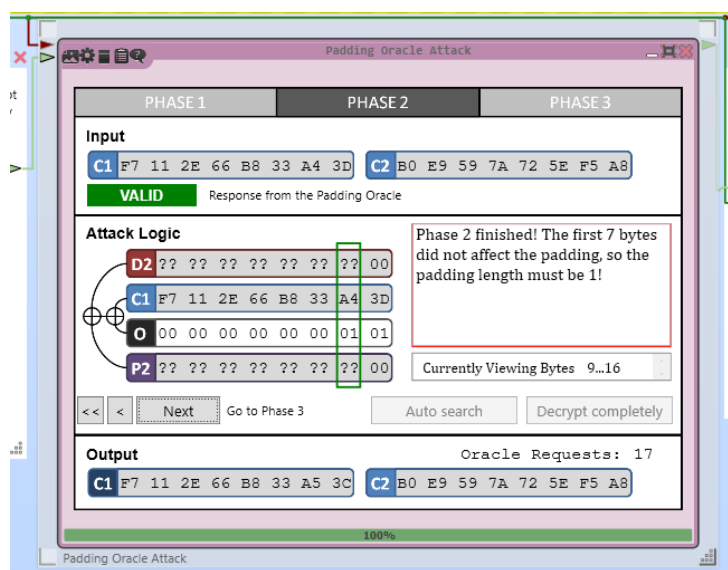 Padding Oracle Attack
PHASE 1 PHASE 2 PHASE 3
Input
C1 F7 11 2E 66 B8 33 A4 3D C2 B0 E9 59 7A 72 5E F5 A8
VALID Response from the Padding Oracle
Attack Logic
D2 ?? ?? ?? ?? ?? ?? ?? 00
C1 F7 11 2E 66 B8 33 A4 3D
O 00 00 00 00 00 00 01 01
P2 ?? ?? ?? ?? ?? ?? ?? 00
Phase 2 finished! The first 7 bytes
did not affect the padding, so the
padding length must be 1!
Currently Viewing Bytes 9...16
<< < Next Go to Phase 3 Auto search Decrypt completely
Output Oracle Requests: 17
C1 F7 11 2E 66 B8 33 A5 3C C2 B0 E9 59 7A 72 5E F5 A8
100%
Padding Oracle Attack